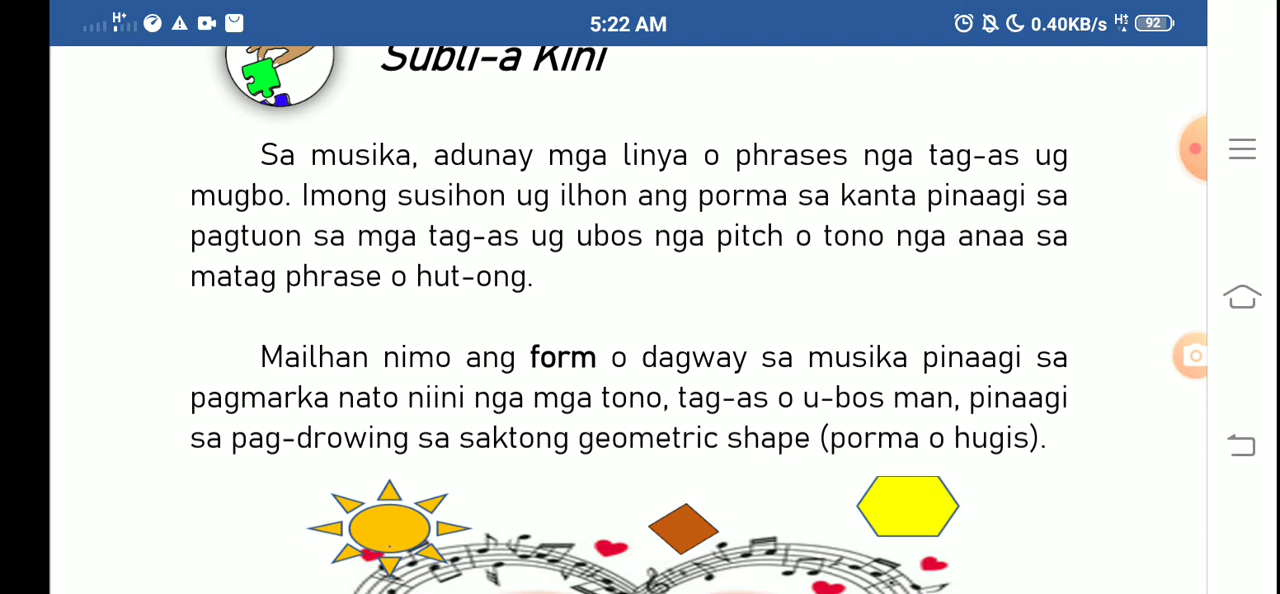 H+ 5:22 AM 0.40KB/s H‡ 92
Subli-a Kini
Sa musika, adunay mga linya o phrases nga tag-as ug
mugbo. Imong susihon ug ilhon ang porma sa kanta pinaagi sa
pagtuon sa mga tag-as ug ubos nga pitch o tono nga anaa sa
matag phrase o hut-ong.
Mailhan nimo ang form o dagway sa musika pinaagi sa
pagmarka nato niini nga mga tono, tag-as o u-bos man, pinaagi
sa pag-drowing sa saktong geometric shape (porma o hugis).